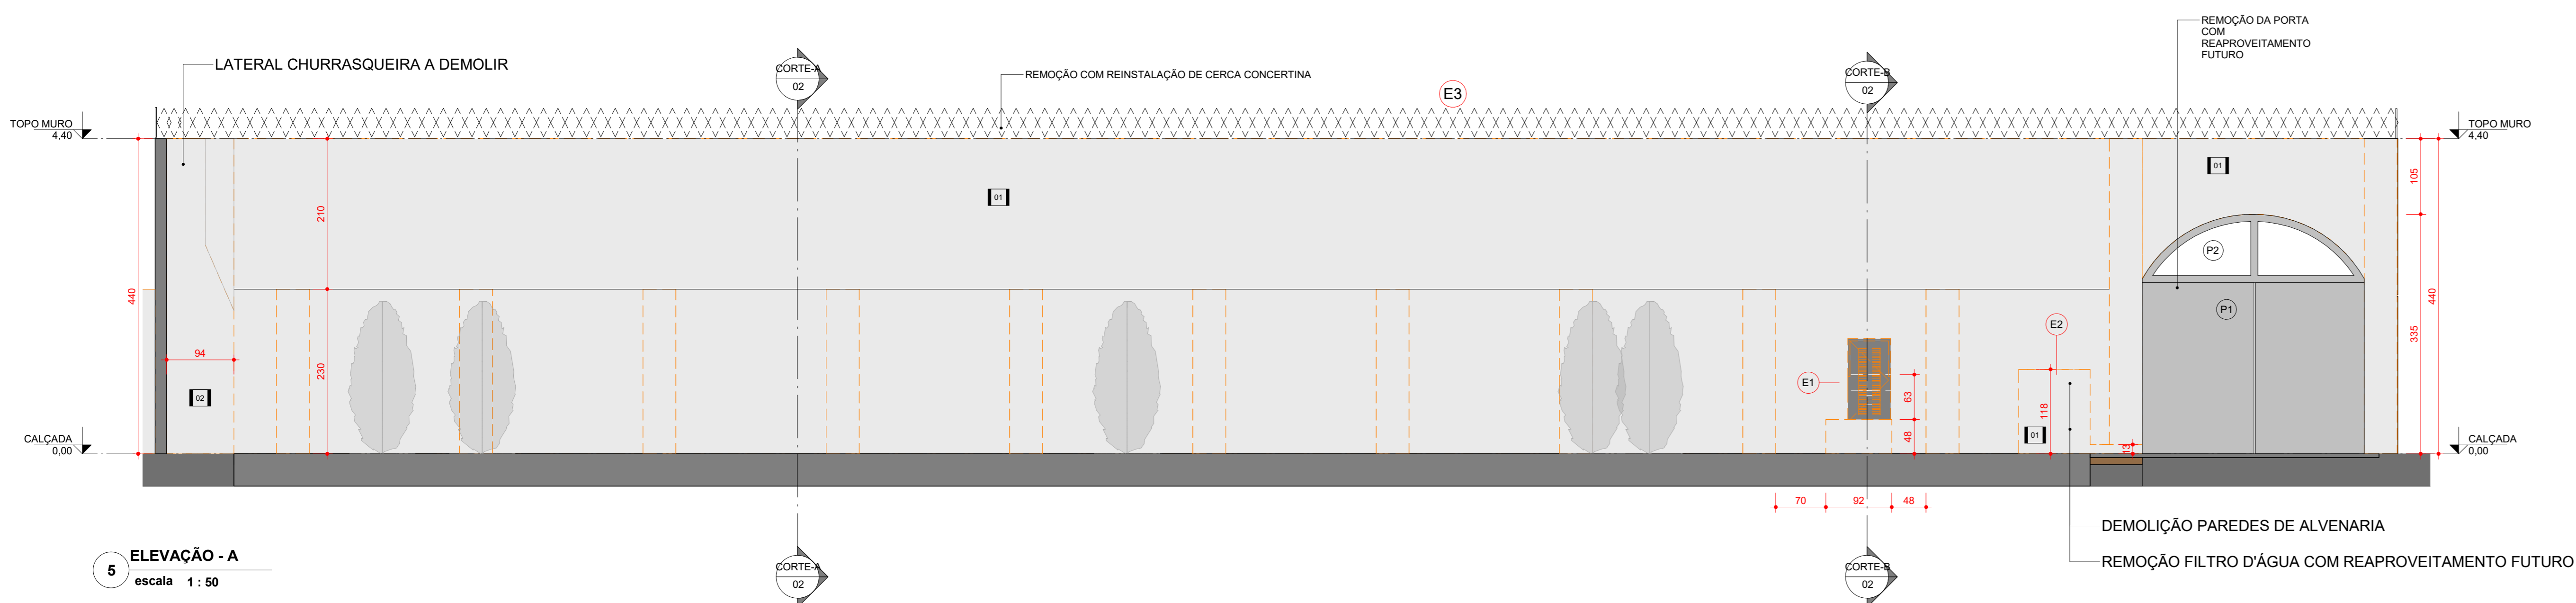 REMOÇÃO DA PORTA
COM
REAPROVEITAMENTO
FUTURO
LATERAL CHURRASQUEIRA A DEMOLIR
CORTE-A
02
REMOÇÃO COM REINSTALAÇÃO DE CERCA CONCERTINA
E3
CORTE-B
02
TOPO MURO
4,40
TOPO MURO
4,40
01
01
105
210
440
440
335
P2
P1
E2
E1
94
230
02
63
48
118
01
13
CALÇADA
0,00
CALÇADA
0,00
70
92
48
DEMOLIÇÃO PAREDES DE ALVENARIA
REMOÇÃO FILTRO D'ÁGUA COM REAPROVEITAMENTO FUTURO
5
ELEVAÇÃO - A
escala 1 : 50
CORTE-A
02
CORTE-B
02